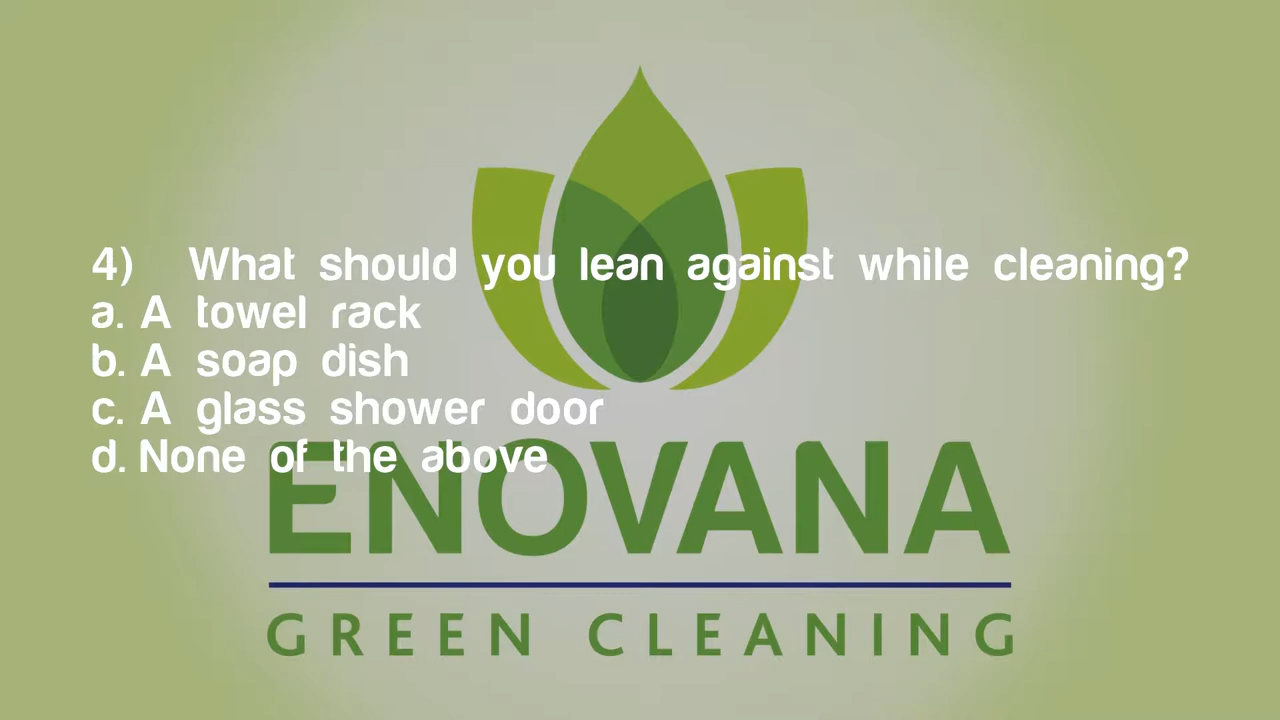 4) What should you lean against while cleaning?
a. A towel rack
b. A soap dish
c. A glass shower door
d. None of the above
ENOVANA
GREEN CLEANING